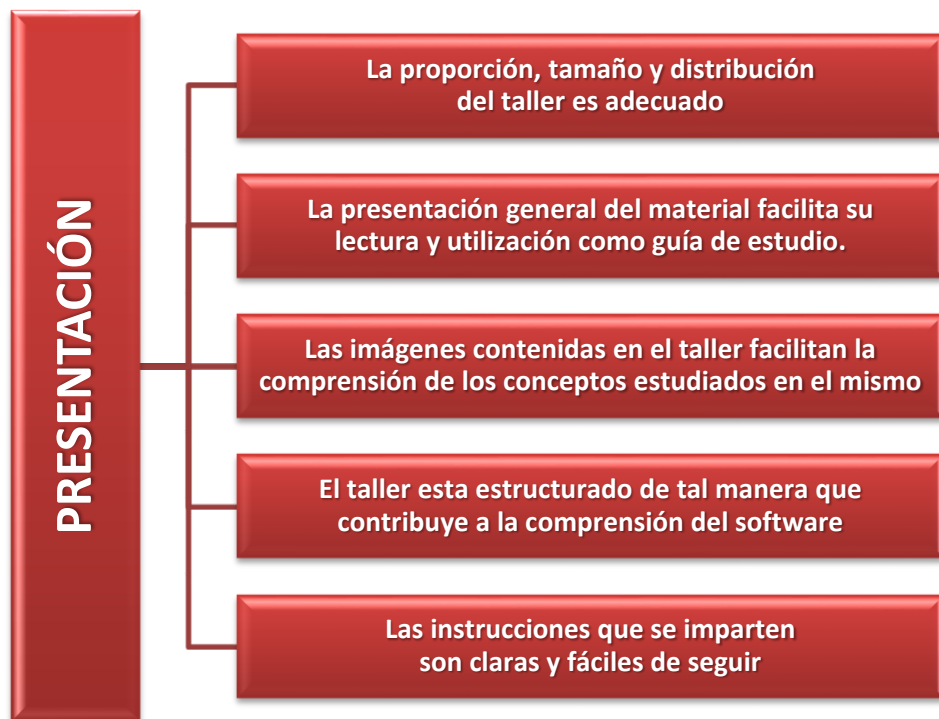 PRESENTACIÓN
La proporción, tamaño y distribución
del taller es adecuado
La presentación general del material facilita su
lectura y utilización como guía de estudio.
Las imágenes contenidas en el taller facilitan la
comprensión de los conceptos estudiados en el mismo
El taller esta estructurado de tal manera que
contribuye a la comprensión del software
Las instrucciones que se imparten
son claras y fáciles de seguir